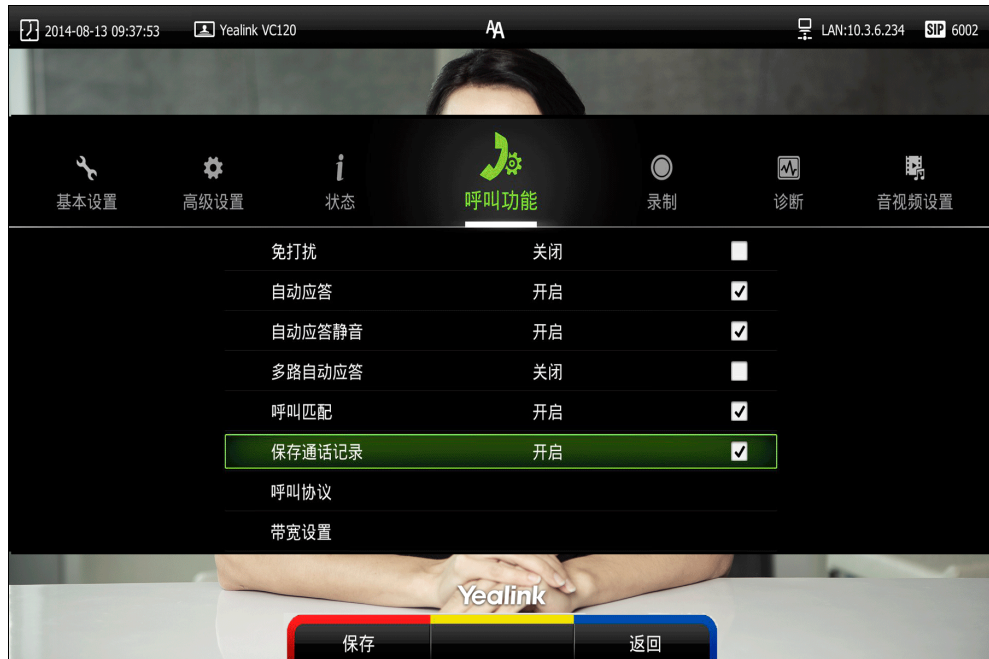 2014-08-13 09:37:53 Yealink VC120 AA LAN:10.3.6.234 SIP 6002
基本设置 高级设置 状态 呼叫功能 录制 诊断 音视频设置
免打扰 关闭
自动应答 开启
自动应答静音 开启
多路自动应答 关闭
呼叫匹配 开启
保存通话记录 开启
呼叫协议
带宽设置
Yealink
保存 返回